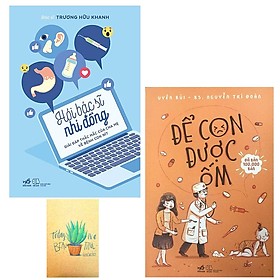 BÁC SĨ TRƯƠNG HỮU KHANH
Hỏi bác sĩ
nhi đồng
GIẢI ĐÁP THẮC MẮC CỦA CHA MẸ
VỀ BỆNH CON TRẺ
UYÊN BÙI - BS. NGUYỄN TRÍ ĐOÀN
ĐỂ CON
ĐƯỢC
ỐM
ĐÃ BÁN
100.000
BẢN